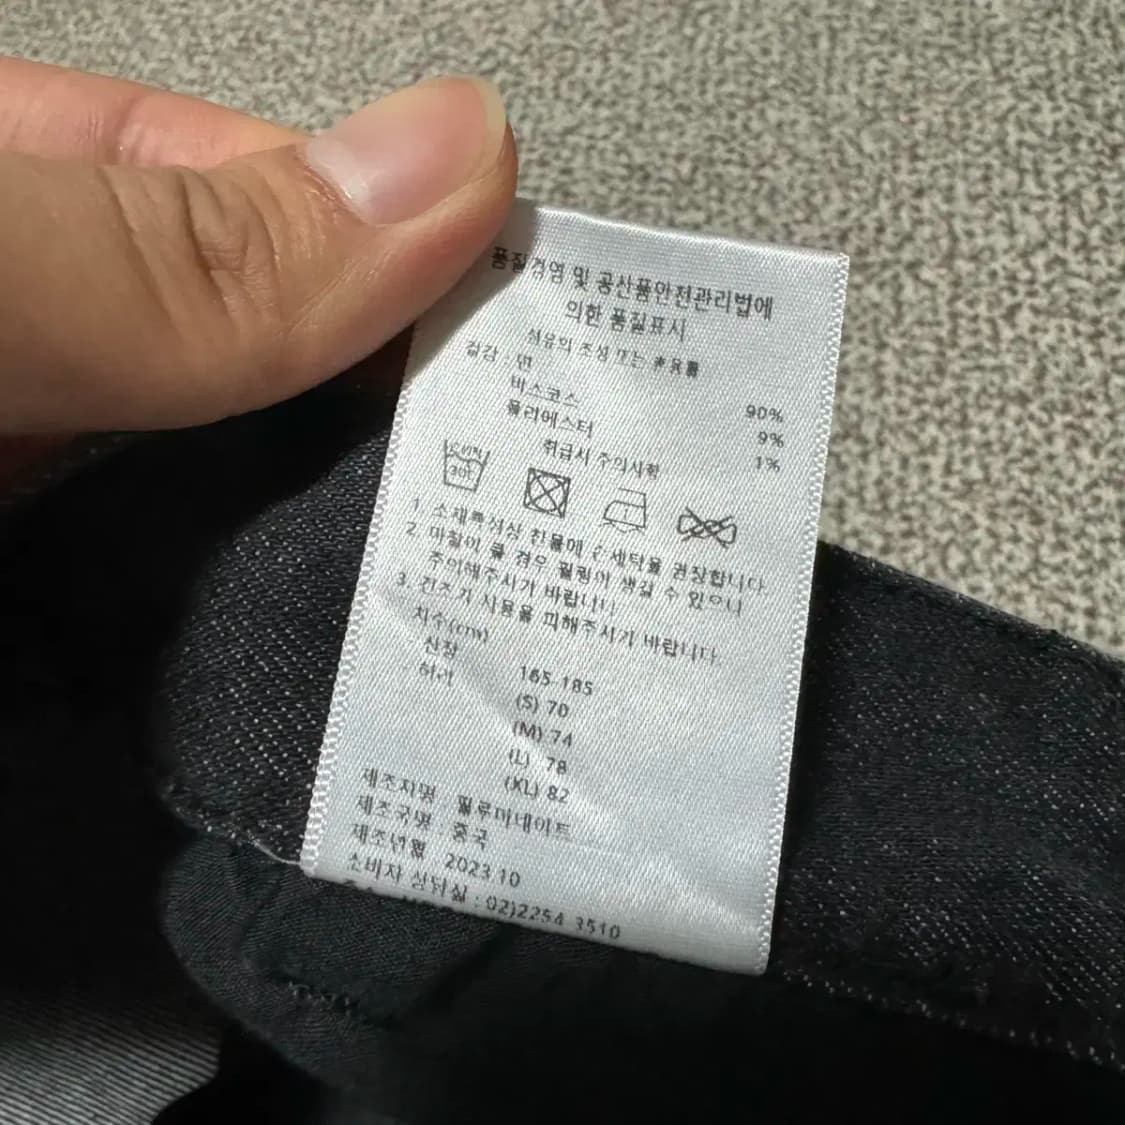 품질경영 및 공산품안전관리법에
의한 품질표시
섬유의 조성 또는 혼용률
겉감 : 면 90%
비스코스 9%
폴리에스터 1%
취급시 주의사항
30℃
1. 소재특성상 찬물에 손세탁을 권장합니다.
2. 마찰이 클 경우 필링이 생길 수 있으니
주의해주시기 바랍니다.
3. 건조기 사용을 피해주시기 바랍니다.
치수(cm)
신장 165-185
허리 (S) 70
(M) 74
(L) 78
(XL) 82
제조자명 : 필루미네이트
제조국명 : 중국
제조년월 2023.10
소비자 상담실 : 02)2254 3510